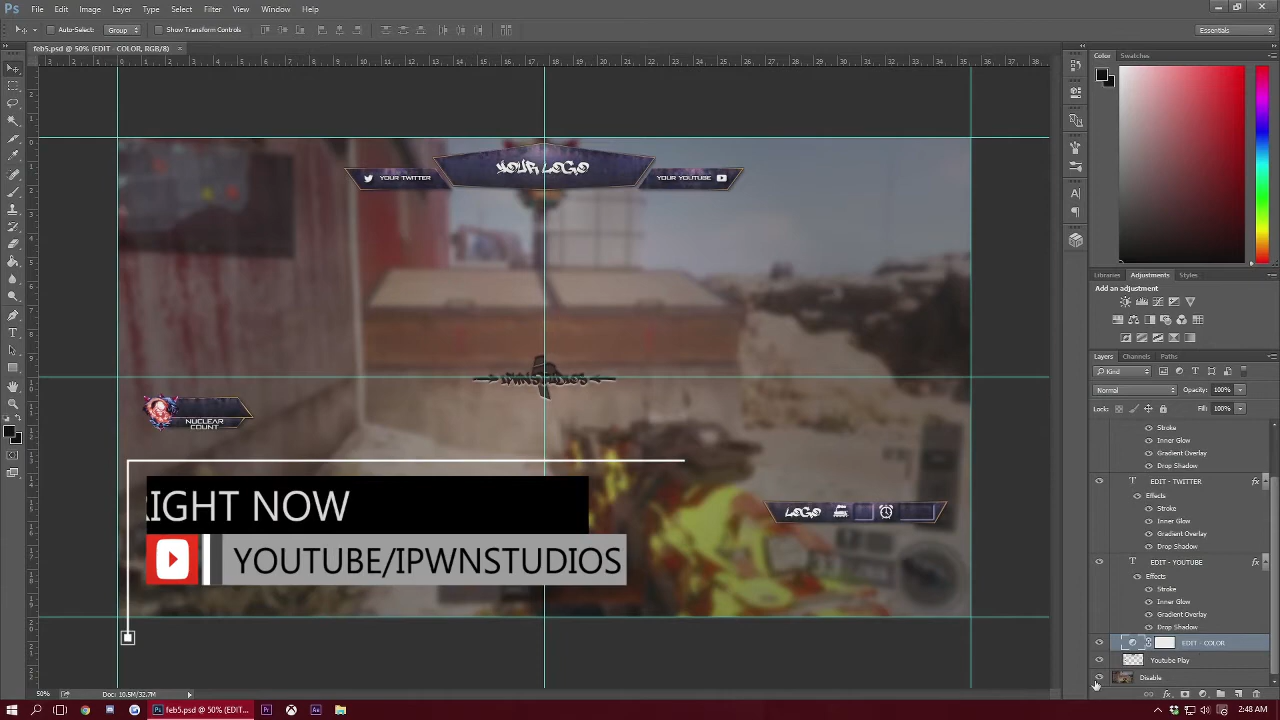 Ps File Edit Image Layer Type Select Filter View Window Help
Auto-Select: Group Show Transform Controls Essentials
feb5.psd @ 50% (EDIT - COLOR, RGB/8) ×
Color Swatches
YOUR LOGO
YOUR TWITTER
YOUR YOUTUBE
Libraries Adjustments Styles
Add an adjustment
Layers Channels Paths
Kind
Normal Opacity: 100%
Lock: Fill: 100%
NUCLEAR
COUNT
RIGHT NOW
YOUTUBE/IPWNSTUDIOS
LOGO
Stroke
Inner Glow
Gradient Overlay
Drop Shadow
T EDIT - TWITTER fx
Effects
Stroke
Inner Glow
Gradient Overlay
Drop Shadow
T EDIT - YOUTUBE fx
Effects
Stroke
Inner Glow
Gradient Overlay
Drop Shadow
EDIT - COLOR
Youtube Play
Disable
50% Doc: 10.5M/32.7M
feb5.psd @ 50% (EDIT... 2:48 AM